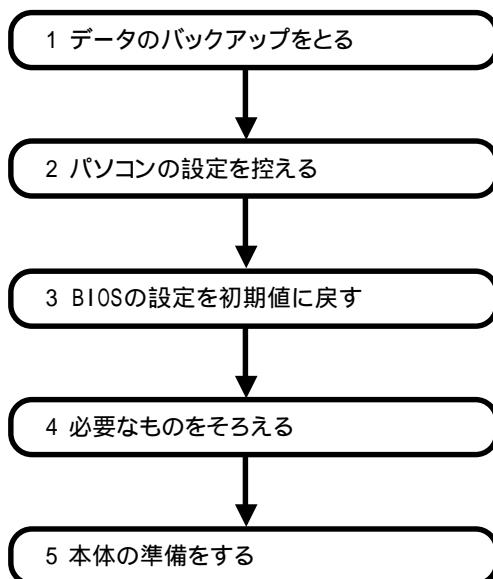 1 データのバックアップをとる
2 パソコンの設定を控える
3 BIOSの設定を初期値に戻す
4 必要なものをそろえる
5 本体の準備をする